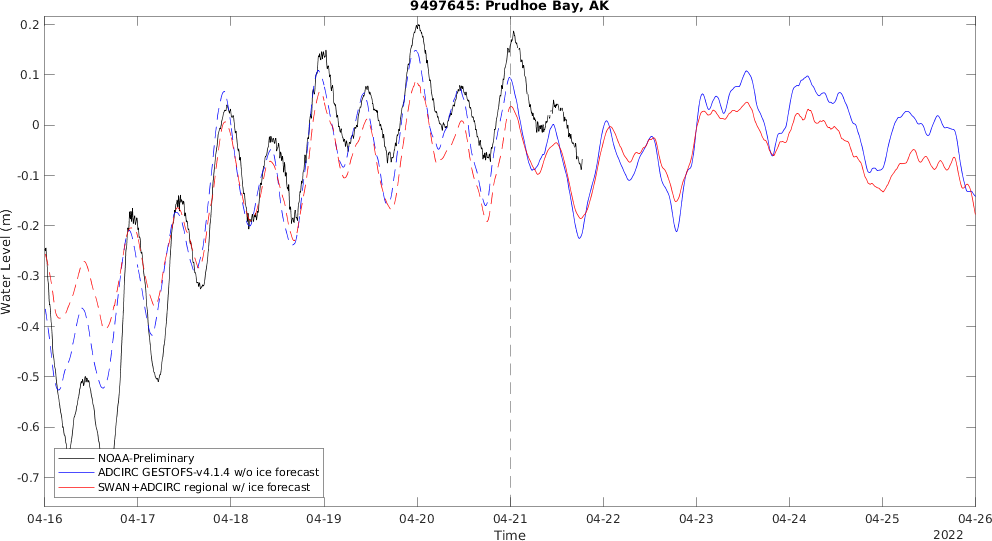 9497645: Prudhoe Bay, AK
Water Level (m)
0.2
0.1
0
-0.1
-0.2
-0.3
-0.4
-0.5
-0.6
-0.7
NOAA-Preliminary
ADCIRC GESTOFS-v4.1.4 w/o ice forecast
SWAN+ADCIRC regional w/ ice forecast
04-16 04-17 04-18 04-19 04-20 04-21 04-22 04-23 04-24 04-25 04-26
Time
2022